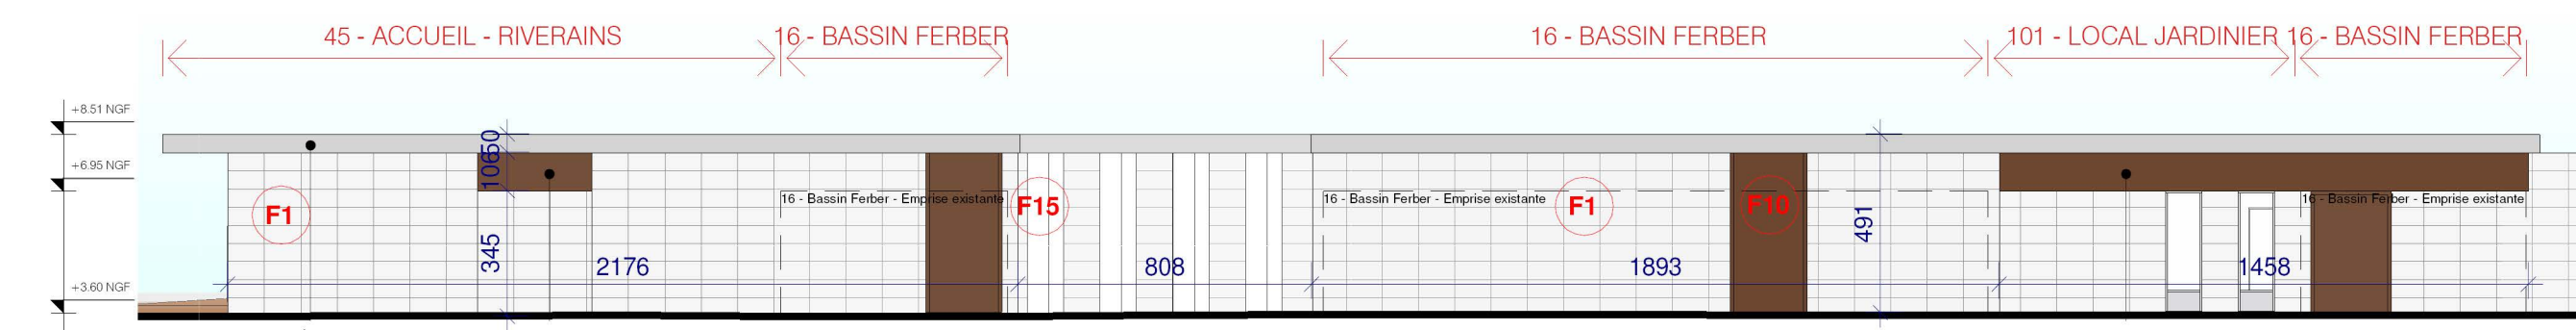 45 - ACCUEIL - RIVERAINS
16 - BASSIN FERBER
16 - BASSIN FERBER
101 - LOCAL JARDINIER
16 - BASSIN FERBER
+8.51 NGF
+6.95 NGF
+3.60 NGF
50
106
345
F1
2176
16 - Bassin Ferber - Emprise existante
F15
808
16 - Bassin Ferber - Emprise existante
F1
1893
F10
491
16 - Bassin Ferber - Emprise existante
1458